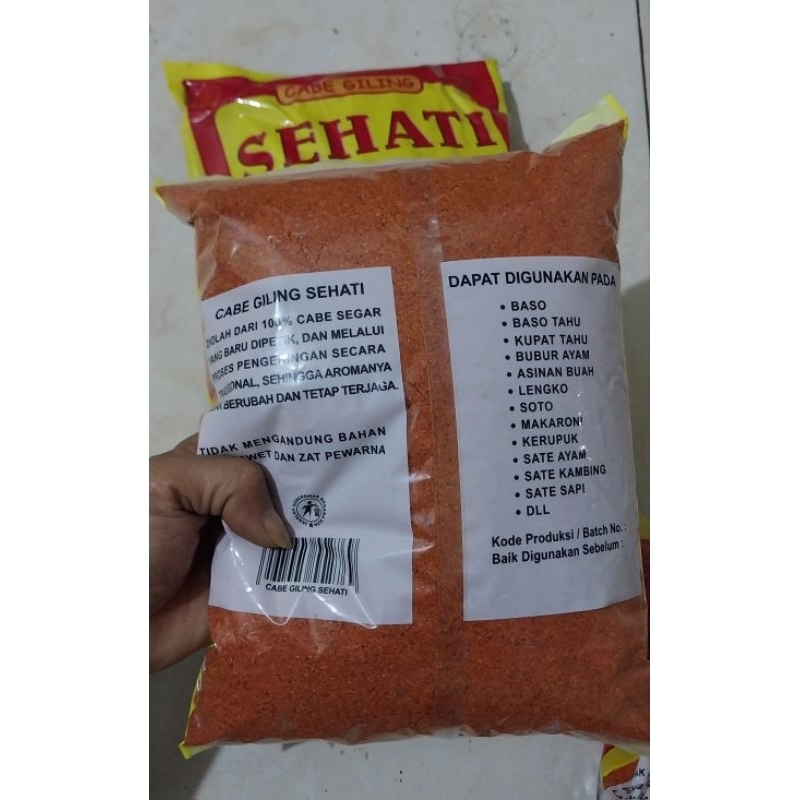 CABE GILING
SEHATI
CABE GILING SEHATI
DIOLAH DARI 100% CABE SEGAR
YANG BARU DIPETIK, DAN MELALUI
PROSES PENGERINGAN SECARA
SEHINGGA AROMANYA
BERUBAH DAN TETAP TERJAGA.
TIDAK MENGANDUNG BAHAN
DAN ZAT PEWARNA
CABE GILING SEHATI
DAPAT DIGUNAKAN PADA
• BASO
• BASO TAHU
• KUPAT TAHU
• BUBUR AYAM
• ASINAN BUAH
• LENGKO
• SOTO
• MAKARONI
• KERUPUK
• SATE AYAM
• SATE KAMBING
• SATE SAPI
• DLL
Kode Produksi / Batch No. :
Baik Digunakan Sebelum :